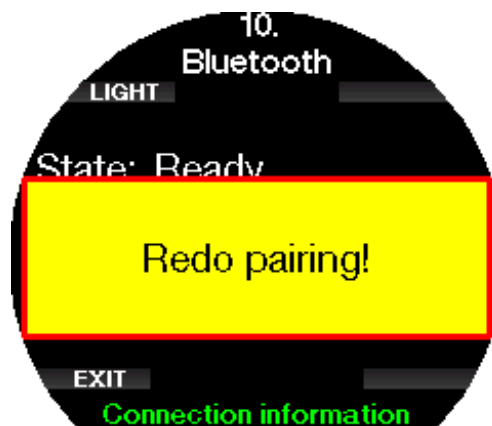 10.
Bluetooth
LIGHT
State: Ready
Redo pairing!
EXIT
Connection information